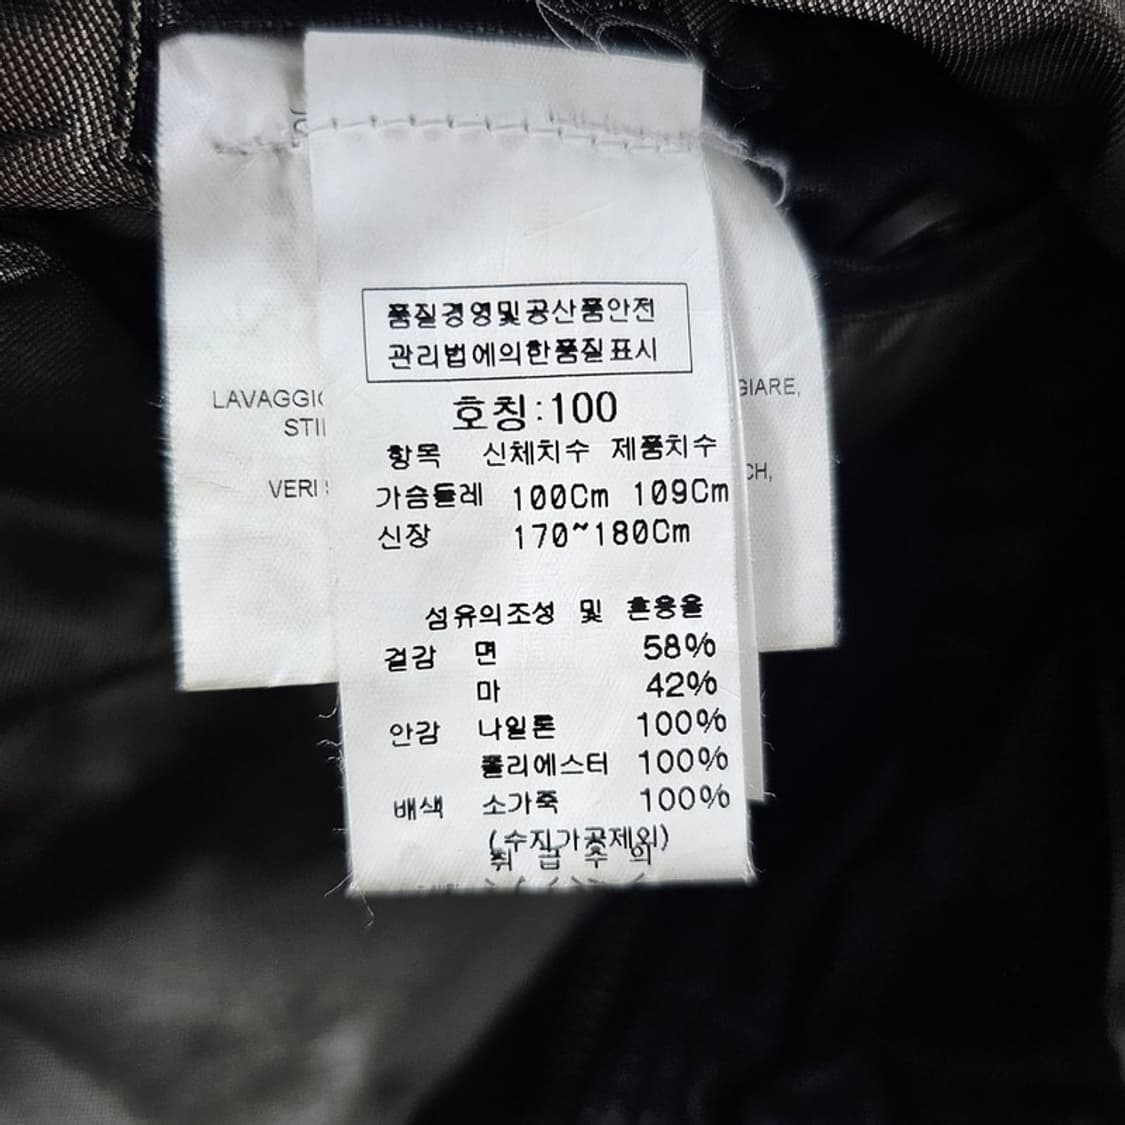 품질경영및공산품안전
관리법에의한품질표시
호칭:100
항목 신체치수 제품치수
가슴둘레 100Cm 109Cm
신장 170~180Cm
섬유의조성 및 혼용율
겉감 면 58%
마 42%
안감 나일론 100%
폴리에스터 100%
배색 소가죽 100%
(수지가공제외)
취급주의
LAVAGGIO
STI
VERI
GIARE,
CH,